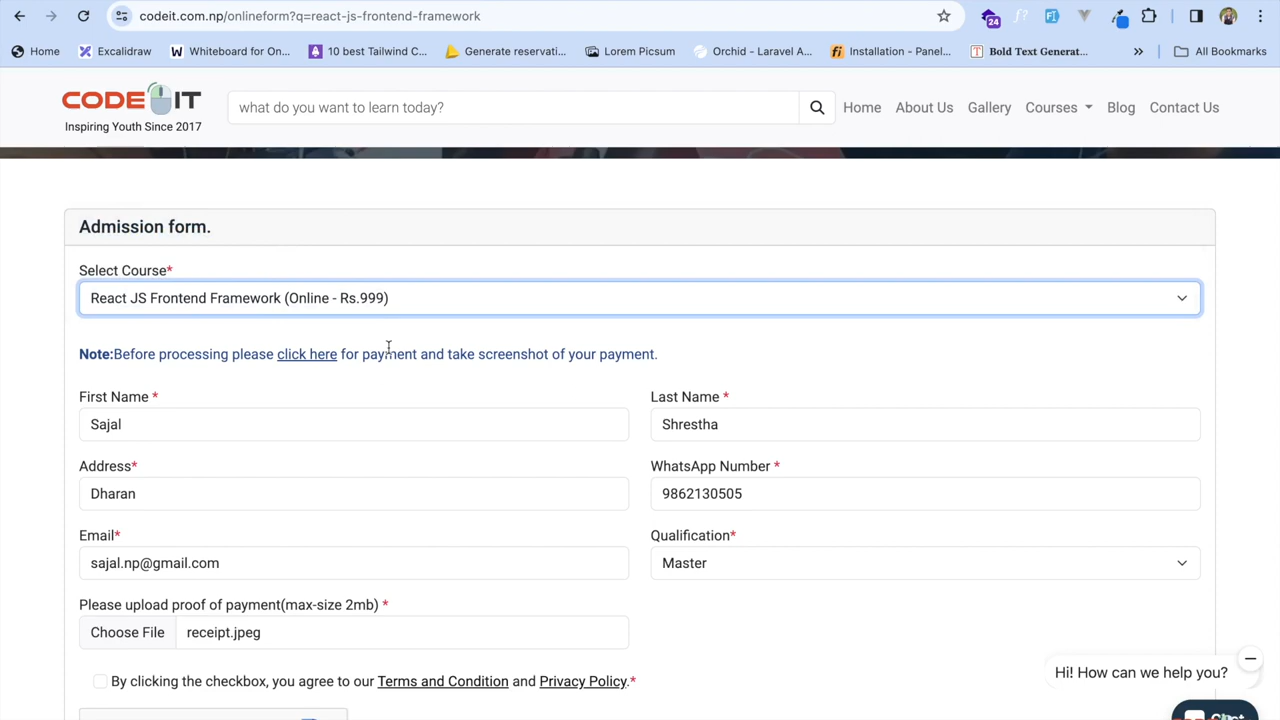 codeit.com.np/onlineform?q=react-js-frontend-framework
24
Home
Excalidraw
Whiteboard for On...
10 best Tailwind C...
Generate reservati...
Lorem Picsum
Orchid - Laravel A...
Installation - Panel...
Bold Text Generat...
»
All Bookmarks
CODE IT
Inspiring Youth Since 2017
what do you want to learn today?
Home About Us Gallery Courses Blog Contact Us
Admission form.
Select Course*
React JS Frontend Framework (Online - Rs.999)
Note:Before processing please click here for payment and take screenshot of your payment.
First Name *
Last Name *
Sajal
Shrestha
Address*
WhatsApp Number *
Dharan
9862130505
Email*
Qualification*
sajal.np@gmail.com
Master
Please upload proof of payment(max-size 2mb) *
Choose File receipt.jpeg
Hi! How can we help you?
By clicking the checkbox, you agree to our Terms and Condition and Privacy Policy.*